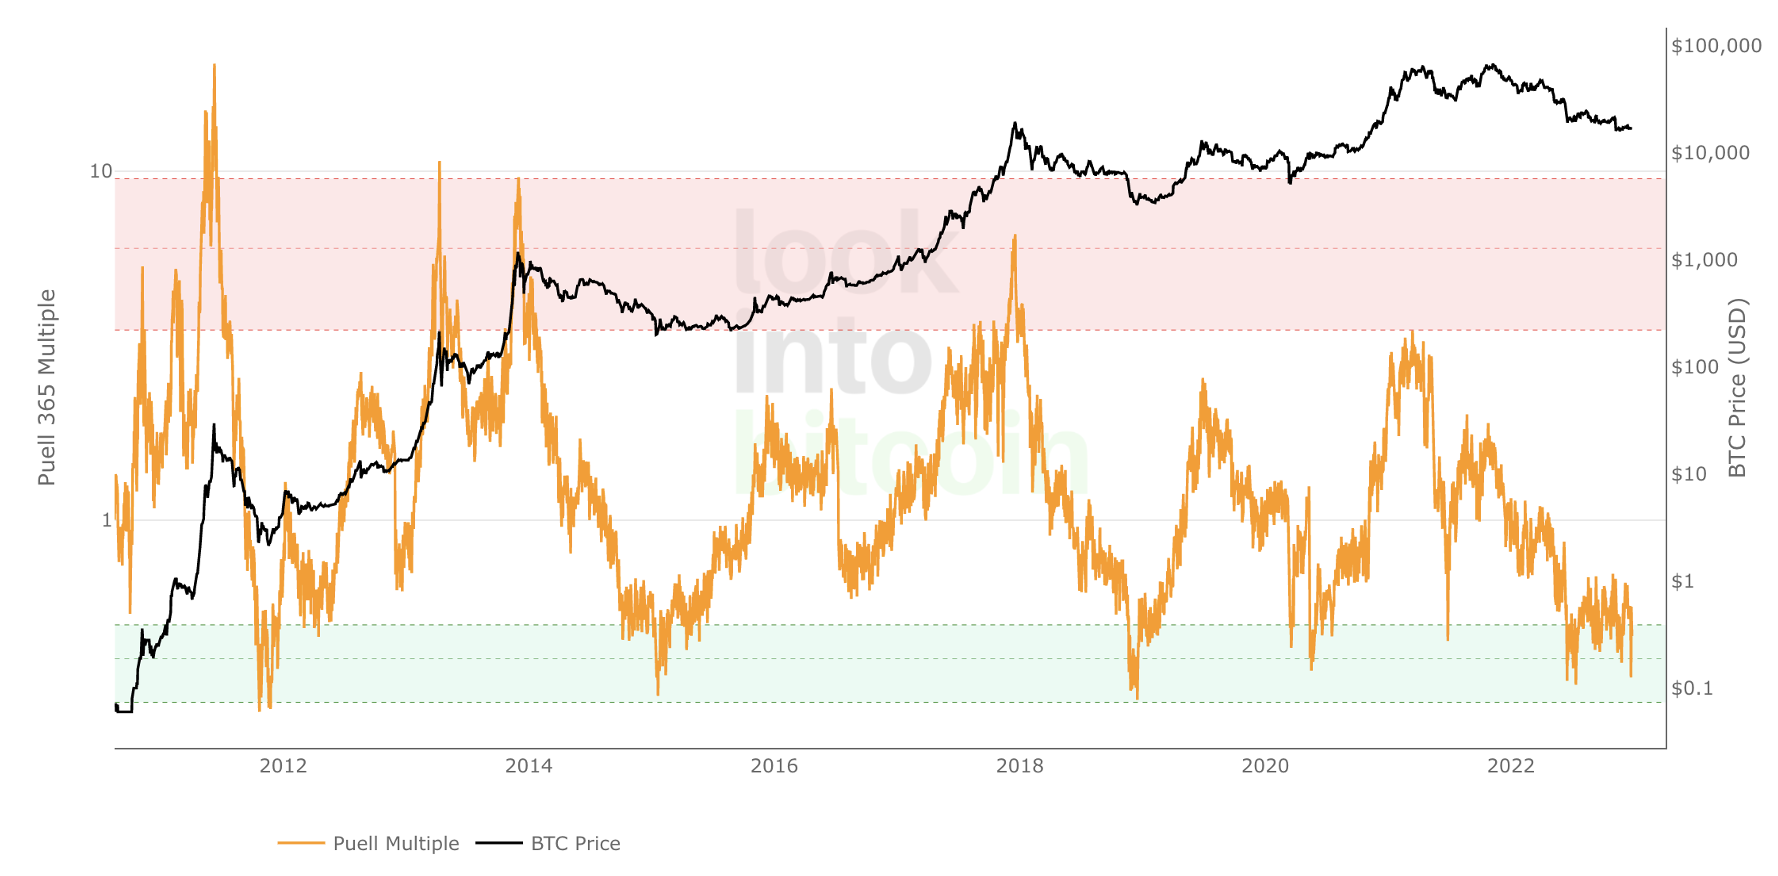 Puell 365 Multiple
10
1
look
into
bitcoin
$100,000
$10,000
$1,000
$100
$10
$1
$0.1
BTC Price (USD)
2012 2014 2016 2018 2020 2022
Puell Multiple BTC Price